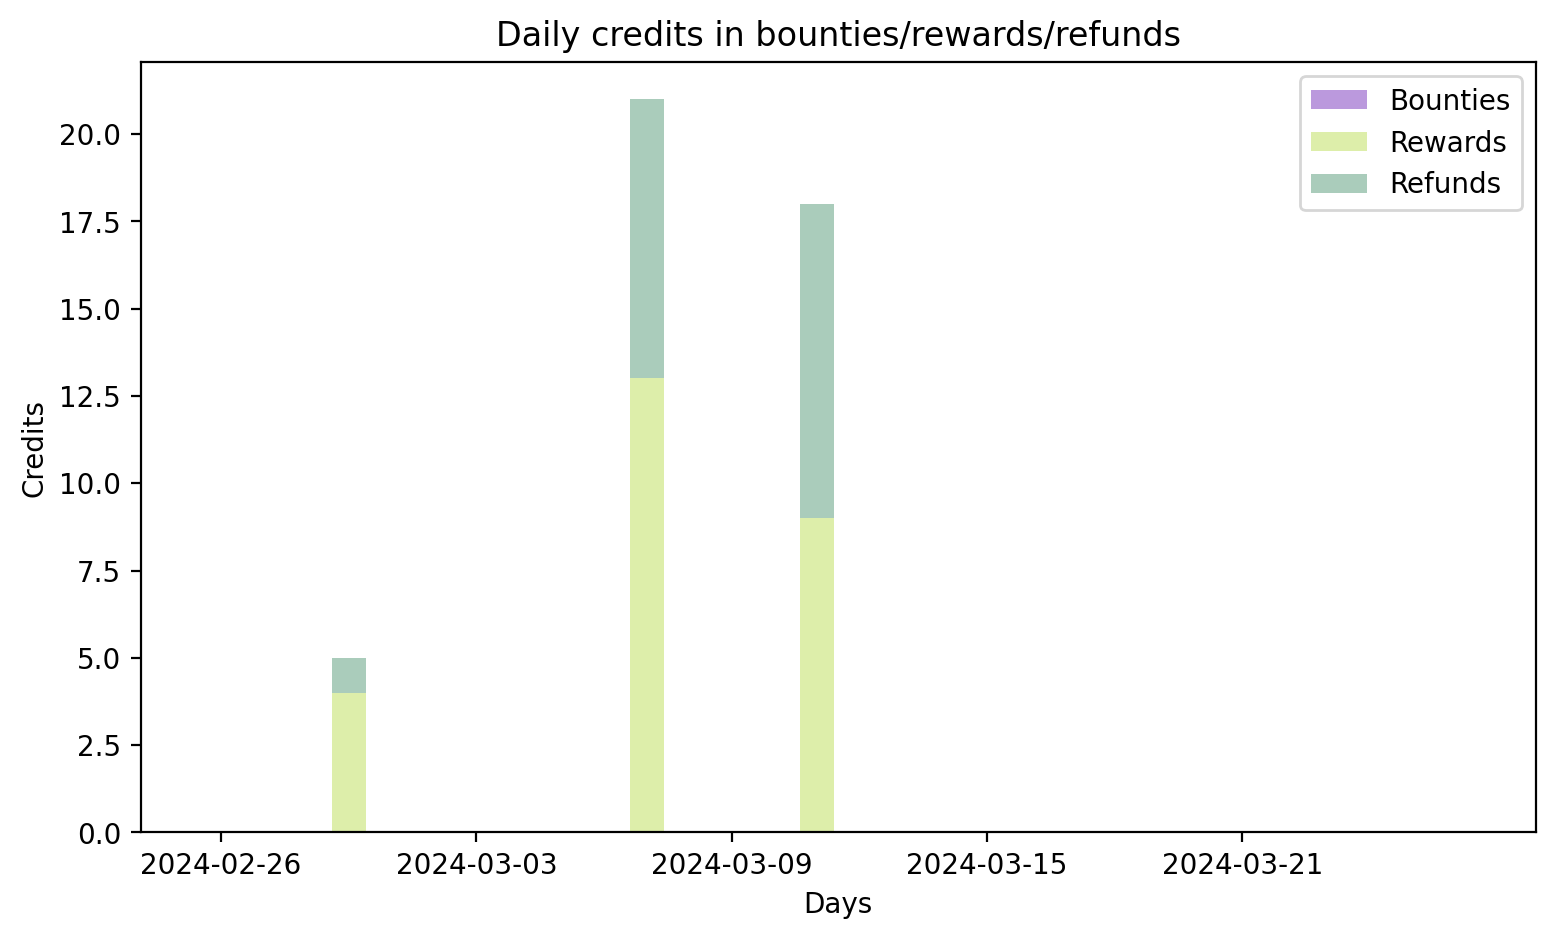 Daily credits in bounties/rewards/refunds
Bounties
Rewards
Refunds
Credits
20.0
17.5
15.0
12.5
10.0
7.5
5.0
2.5
0.0
2024-02-26 2024-03-03 2024-03-09 2024-03-15 2024-03-21
Days